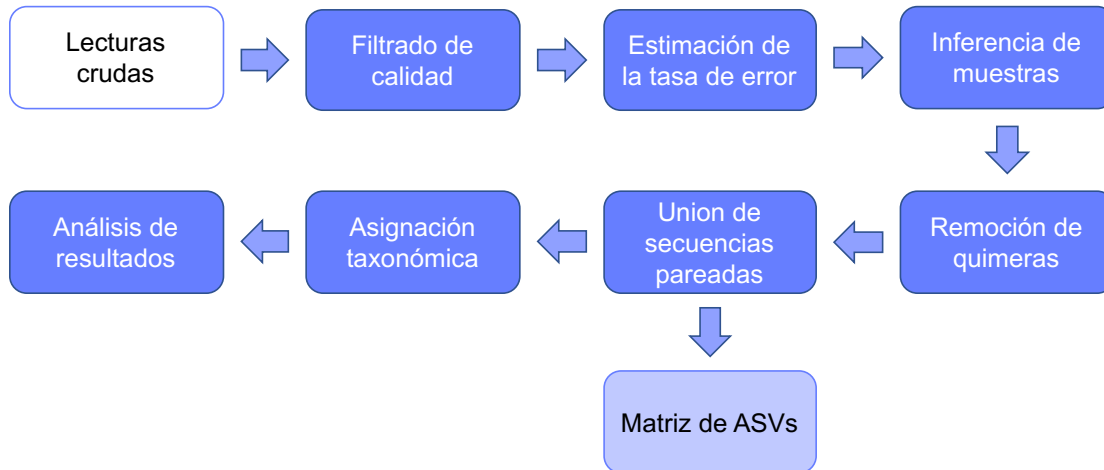 Lecturas
crudas
Filtrado de
calidad
Estimación de
la tasa de error
Inferencia de
muestras
Remoción de
quimeras
Union de
secuencias
pareadas
Asignación
taxonómica
Análisis de
resultados
Matriz de ASVs